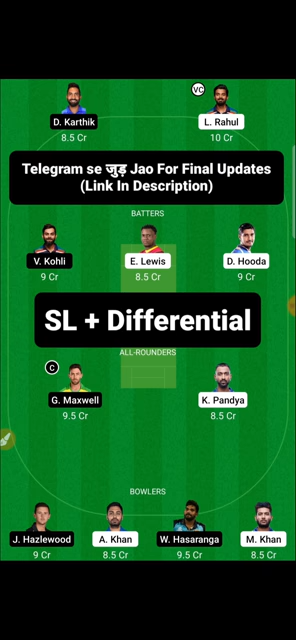 VC
D. Karthik
L. Rahul
8.5 Cr
10 Cr
Telegram se जुड़ Jao For Final Updates
(Link In Description)
BATTERS
V. Kohli
E. Lewis
D. Hooda
9 Cr
8.5 Cr
9 Cr
SL + Differential
ALL-ROUNDERS
C
G. Maxwell
K. Pandya
9.5 Cr
8.5 Cr
BOWLERS
J. Hazlewood
A. Khan
W. Hasaranga
M. Khan
9 Cr
8.5 Cr
9.5 Cr
8.5 Cr